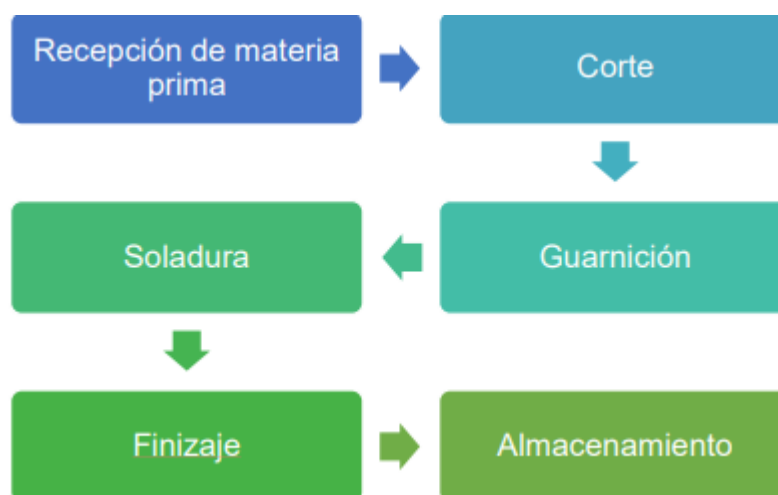 Recepción de materia
prima
Corte
Guarnición
Soladura
Finizaje
Almacenamiento